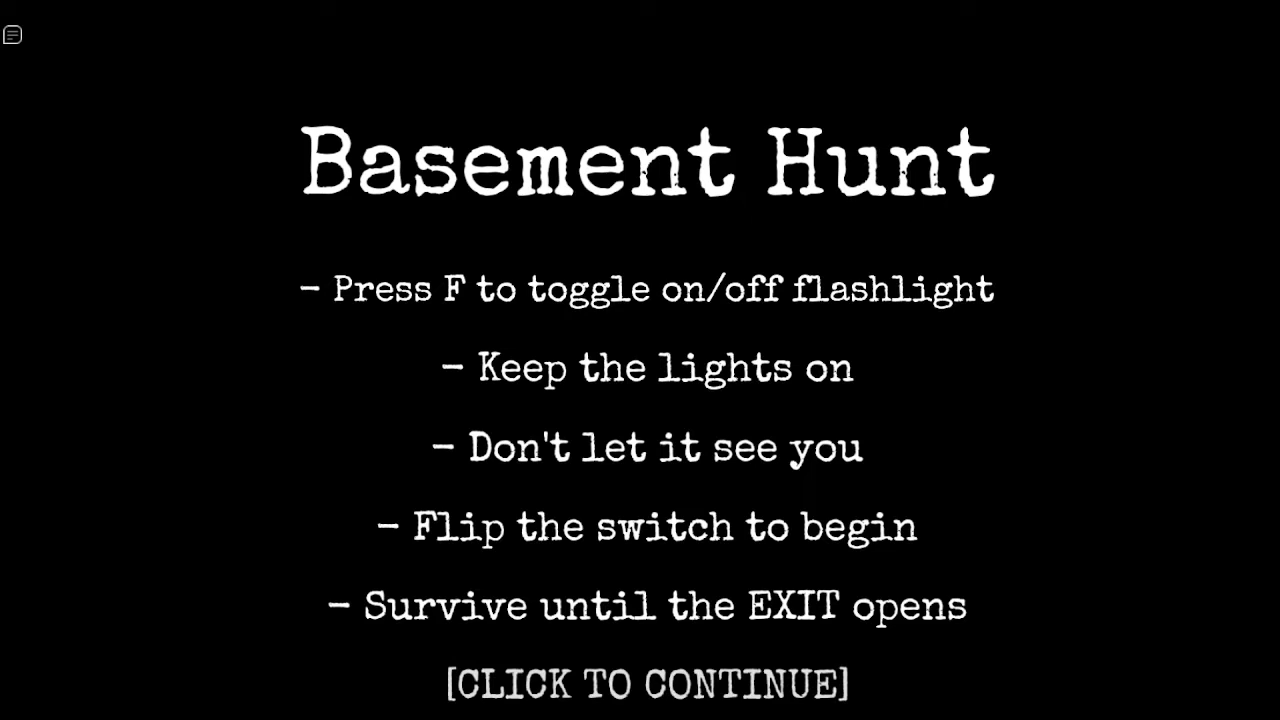 Basement Hunt
- Press F to toggle on/off flashlight
- Keep the lights on
- Don't let it see you
- Flip the switch to begin
- Survive until the EXIT opens
[CLICK TO CONTINUE]